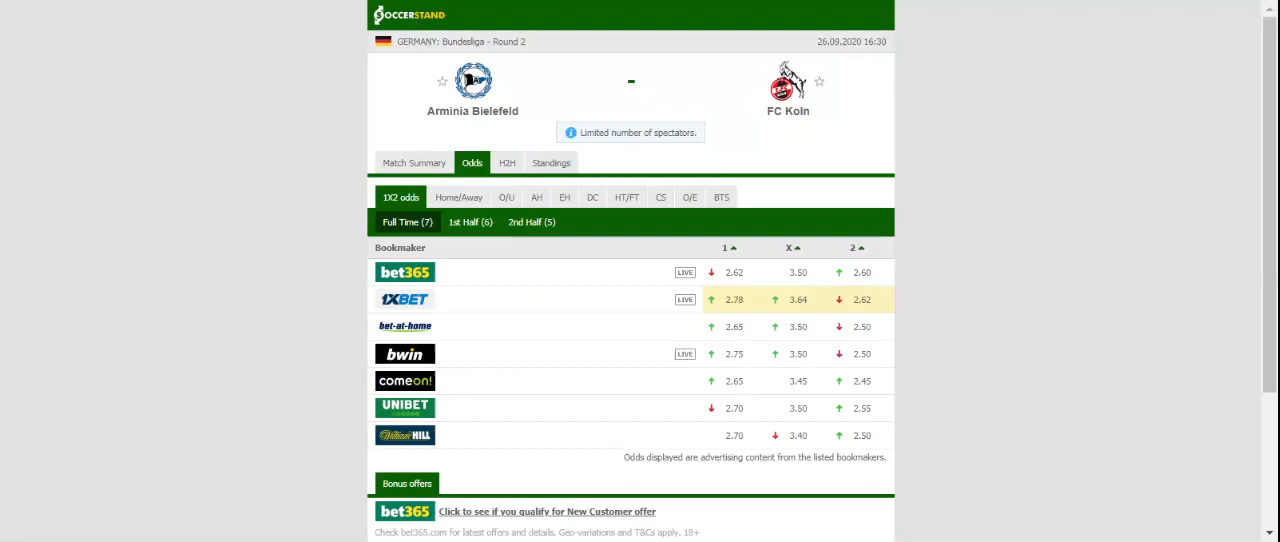 SOCCERSTAND
GERMANY: Bundesliga - Round 2 26.09.2020 16:30
-
Arminia Bielefeld FC Koln
Limited number of spectators.
Match Summary Odds H2H Standings
1X2 odds Home/Away O/U AH EH DC HT/FT CS O/E BTS
Full Time (7) 1st Half (6) 2nd Half (5)
Bookmaker 1 X 2
bet365 LIVE 2.62 3.50 2.60
1XBET LIVE 2.78 3.64 2.62
bet-at-home 2.65 3.50 2.50
bwin LIVE 2.75 3.50 2.50
comeon! 2.65 3.45 2.45
UNIBET 2.70 3.50 2.55
William HILL 2.70 3.40 2.50
Odds displayed are advertising content from the listed bookmakers.
Bonus offers
bet365 Click to see if you qualify for New Customer offer
Check bet365.com for latest offers and details. Geo-variations and T&Cs apply. 18+